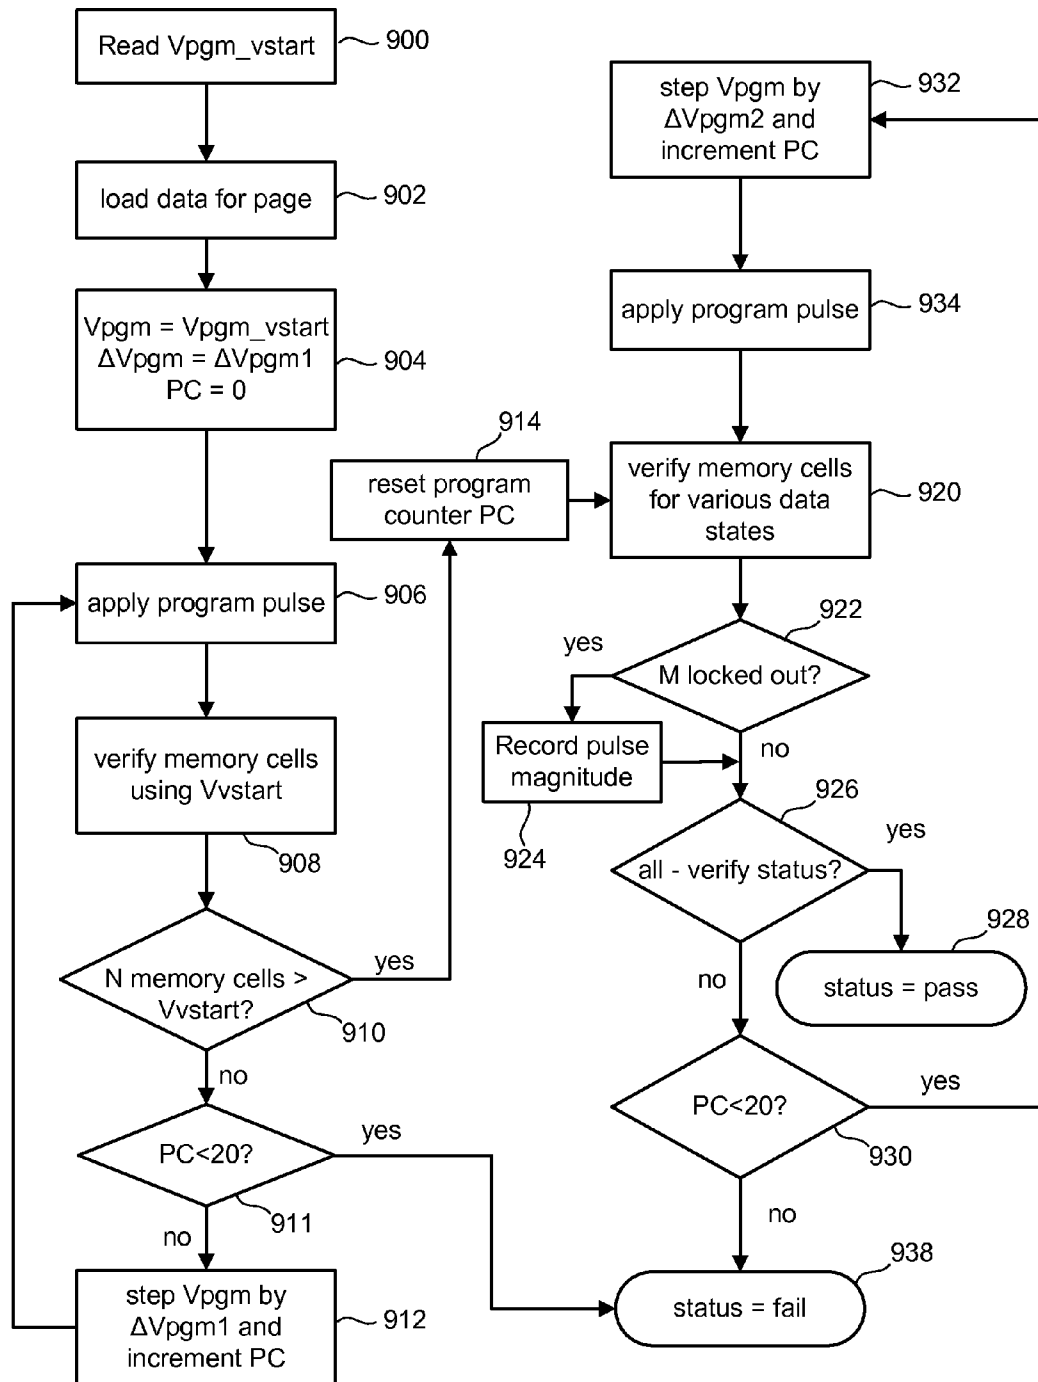 Read Vpgm_vstart
900
load data for page
902
Vpgm = Vpgm_vstart
ΔVpgm = ΔVpgm1
PC = 0
904
apply program pulse
906
verify memory cells
using Vvstart
908
N memory cells >
Vvstart?
910
yes
no
PC<20?
911
yes
no
step Vpgm by
ΔVpgm1 and
increment PC
912
914
reset program
counter PC
step Vpgm by
ΔVpgm2 and
increment PC
932
apply program pulse
934
verify memory cells
for various data
states
920
922
M locked out?
yes
no
Record pulse
magnitude
924
926
all - verify status?
yes
no
928
status = pass
PC<20?
930
yes
no
938
status = fail